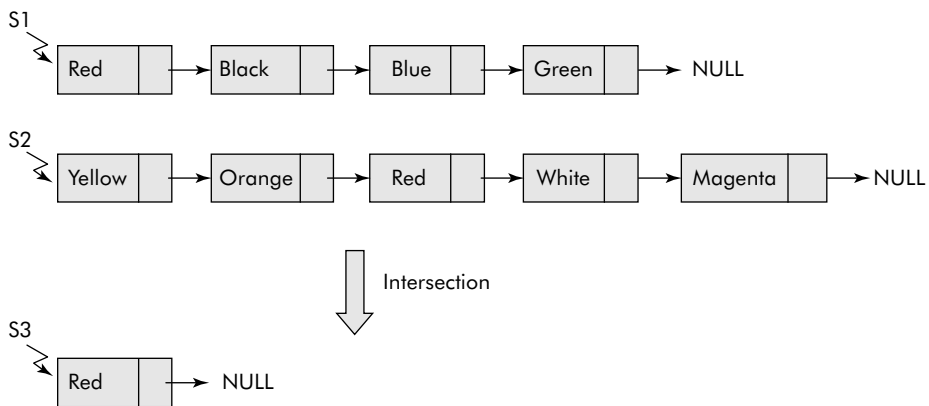 S1
Red Black Blue Green NULL
S2
Yellow Orange Red White Magenta NULL
Intersection
S3
Red NULL